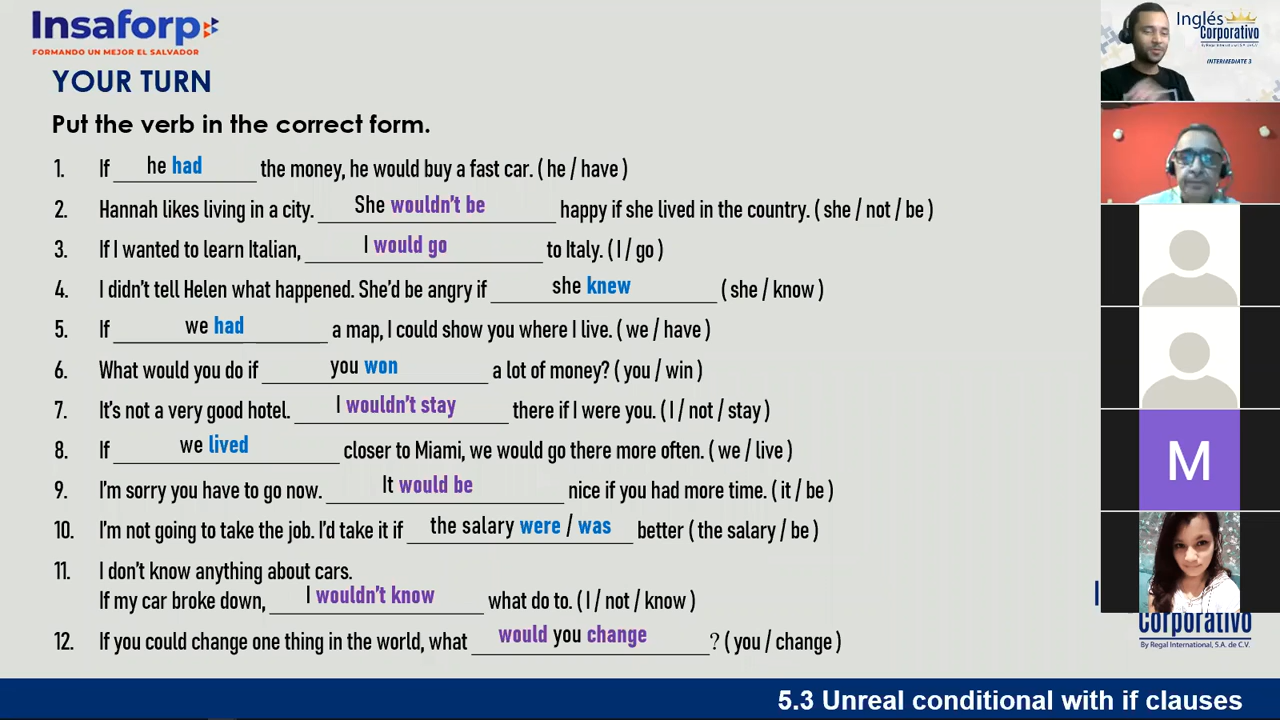 Insaforp
FORMANDO UN MEJOR EL SALVADOR
YOUR TURN
Put the verb in the correct form.
1. If he had the money, he would buy a fast car. ( he / have )
2. Hannah likes living in a city. She wouldn't be happy if she lived in the country. ( she / not / be )
3. If I wanted to learn Italian, I would go to Italy. ( I / go )
4. I didn't tell Helen what happened. She'd be angry if she knew ( she / know )
5. If we had a map, I could show you where I live. ( we / have )
6. What would you do if you won a lot of money? ( you / win )
7. It's not a very good hotel. I wouldn't stay there if I were you. ( I / not / stay )
8. If we lived closer to Miami, we would go there more often. ( we / live )
9. I'm sorry you have to go now. It would be nice if you had more time. ( it / be )
10. I'm not going to take the job. I'd take it if the salary were / was better ( the salary / be )
11. I don't know anything about cars.
If my car broke down, I wouldn't know what do to. ( I / not / know )
12. If you could change one thing in the world, what would you change ? ( you / change )
5.3 Unreal conditional with if clauses
Inglés
Corporativo
By Regal International, S.A. de C.V.
INTERMEDIATE 3
M
Corporativo
By Regal International, S.A. de C.V.